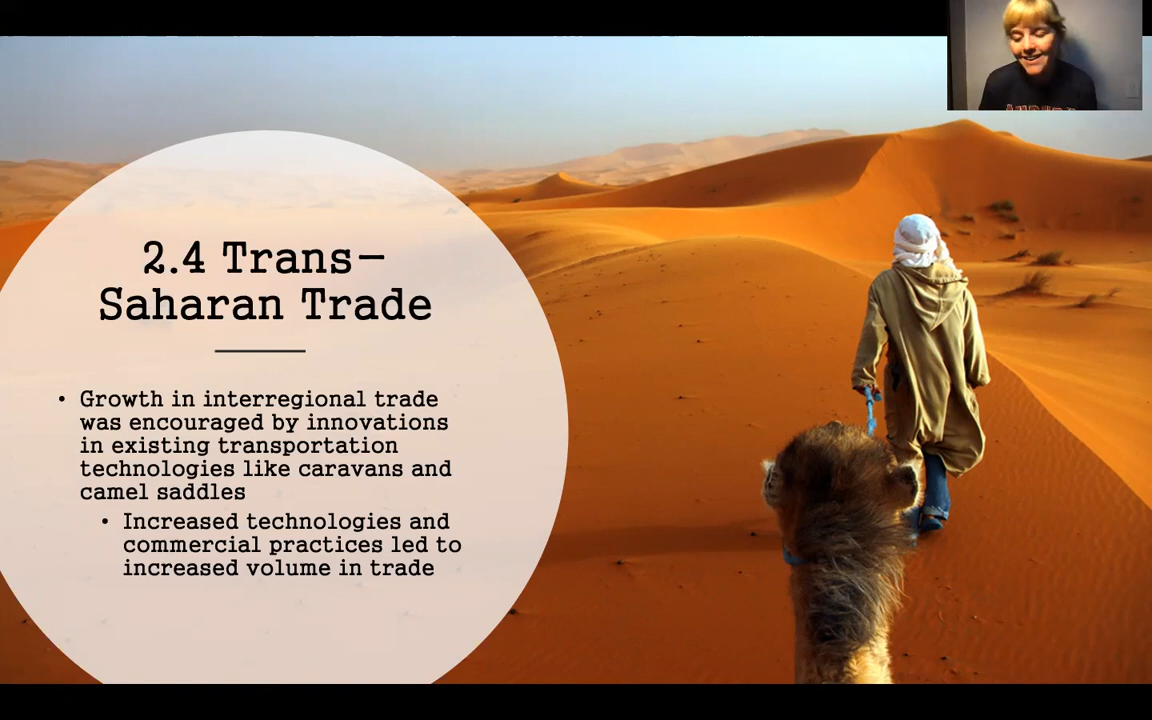 2.4 Trans-
Saharan Trade
• Growth in interregional trade
was encouraged by innovations
in existing transportation
technologies like caravans and
camel saddles
• Increased technologies and
commercial practices led to
increased volume in trade